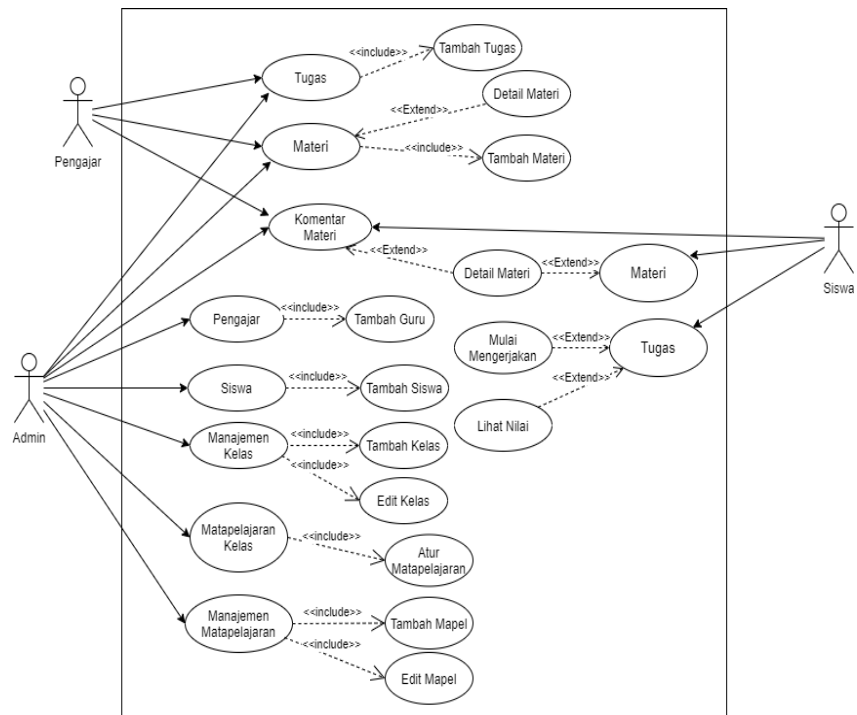 <<include>>
Tambah Tugas
Tugas
Detail Materi
<<Extend>>
Pengajar
Materi
<<include>>
Tambah Materi
Komentar
Materi
<<Extend>>
Detail Materi
<<Extend>>
Materi
Siswa
Pengajar
<<include>>
Tambah Guru
Mulai
Mengerjakan
<<Extend>>
Tugas
<<Extend>>
Admin
Siswa
<<include>>
Tambah Siswa
Lihat Nilai
Manajemen
Kelas
<<include>>
Tambah Kelas
<<include>>
Edit Kelas
Matapelajaran
Kelas
<<include>>
Atur
Matapelajaran
Manajemen
Matapelajaran
<<include>>
Tambah Mapel
<<include>>
Edit Mapel